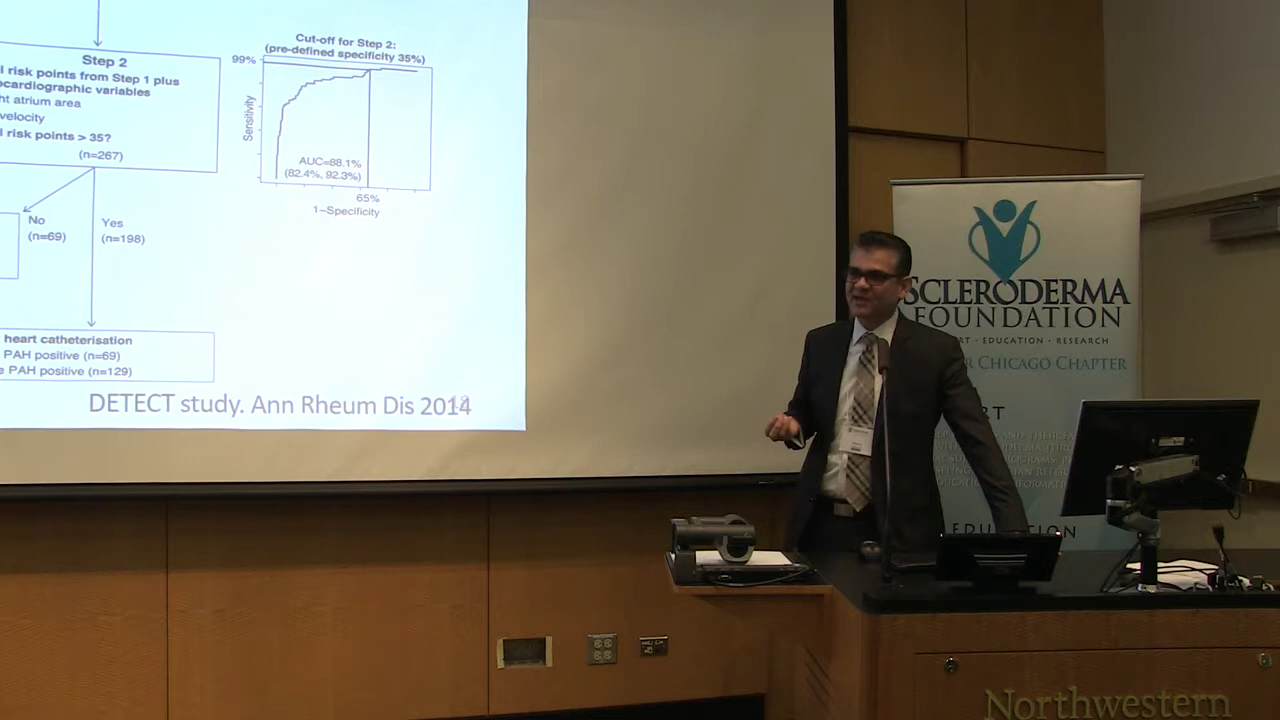 Step 2
l risk points from Step 1 plus
ocardiographic variables
ht atrium area
velocity
l risk points > 35?
(n=267)
No
(n=69)
Yes
(n=198)
heart catheterisation
PAH positive (n=69)
e PAH positive (n=129)
Cut-off for Step 2:
(pre-defined specificity 35%)
99%
Sensitivity
AUC=88.1%
(82.4%, 92.3%)
65%
1–Specificity
DETECT study. Ann Rheum Dis 2014
SCLERODERMA
FOUNDATION
RT · EDUCATION · RESEARCH
R CHICAGO CHAPTER
EDUCATION
Northwestern